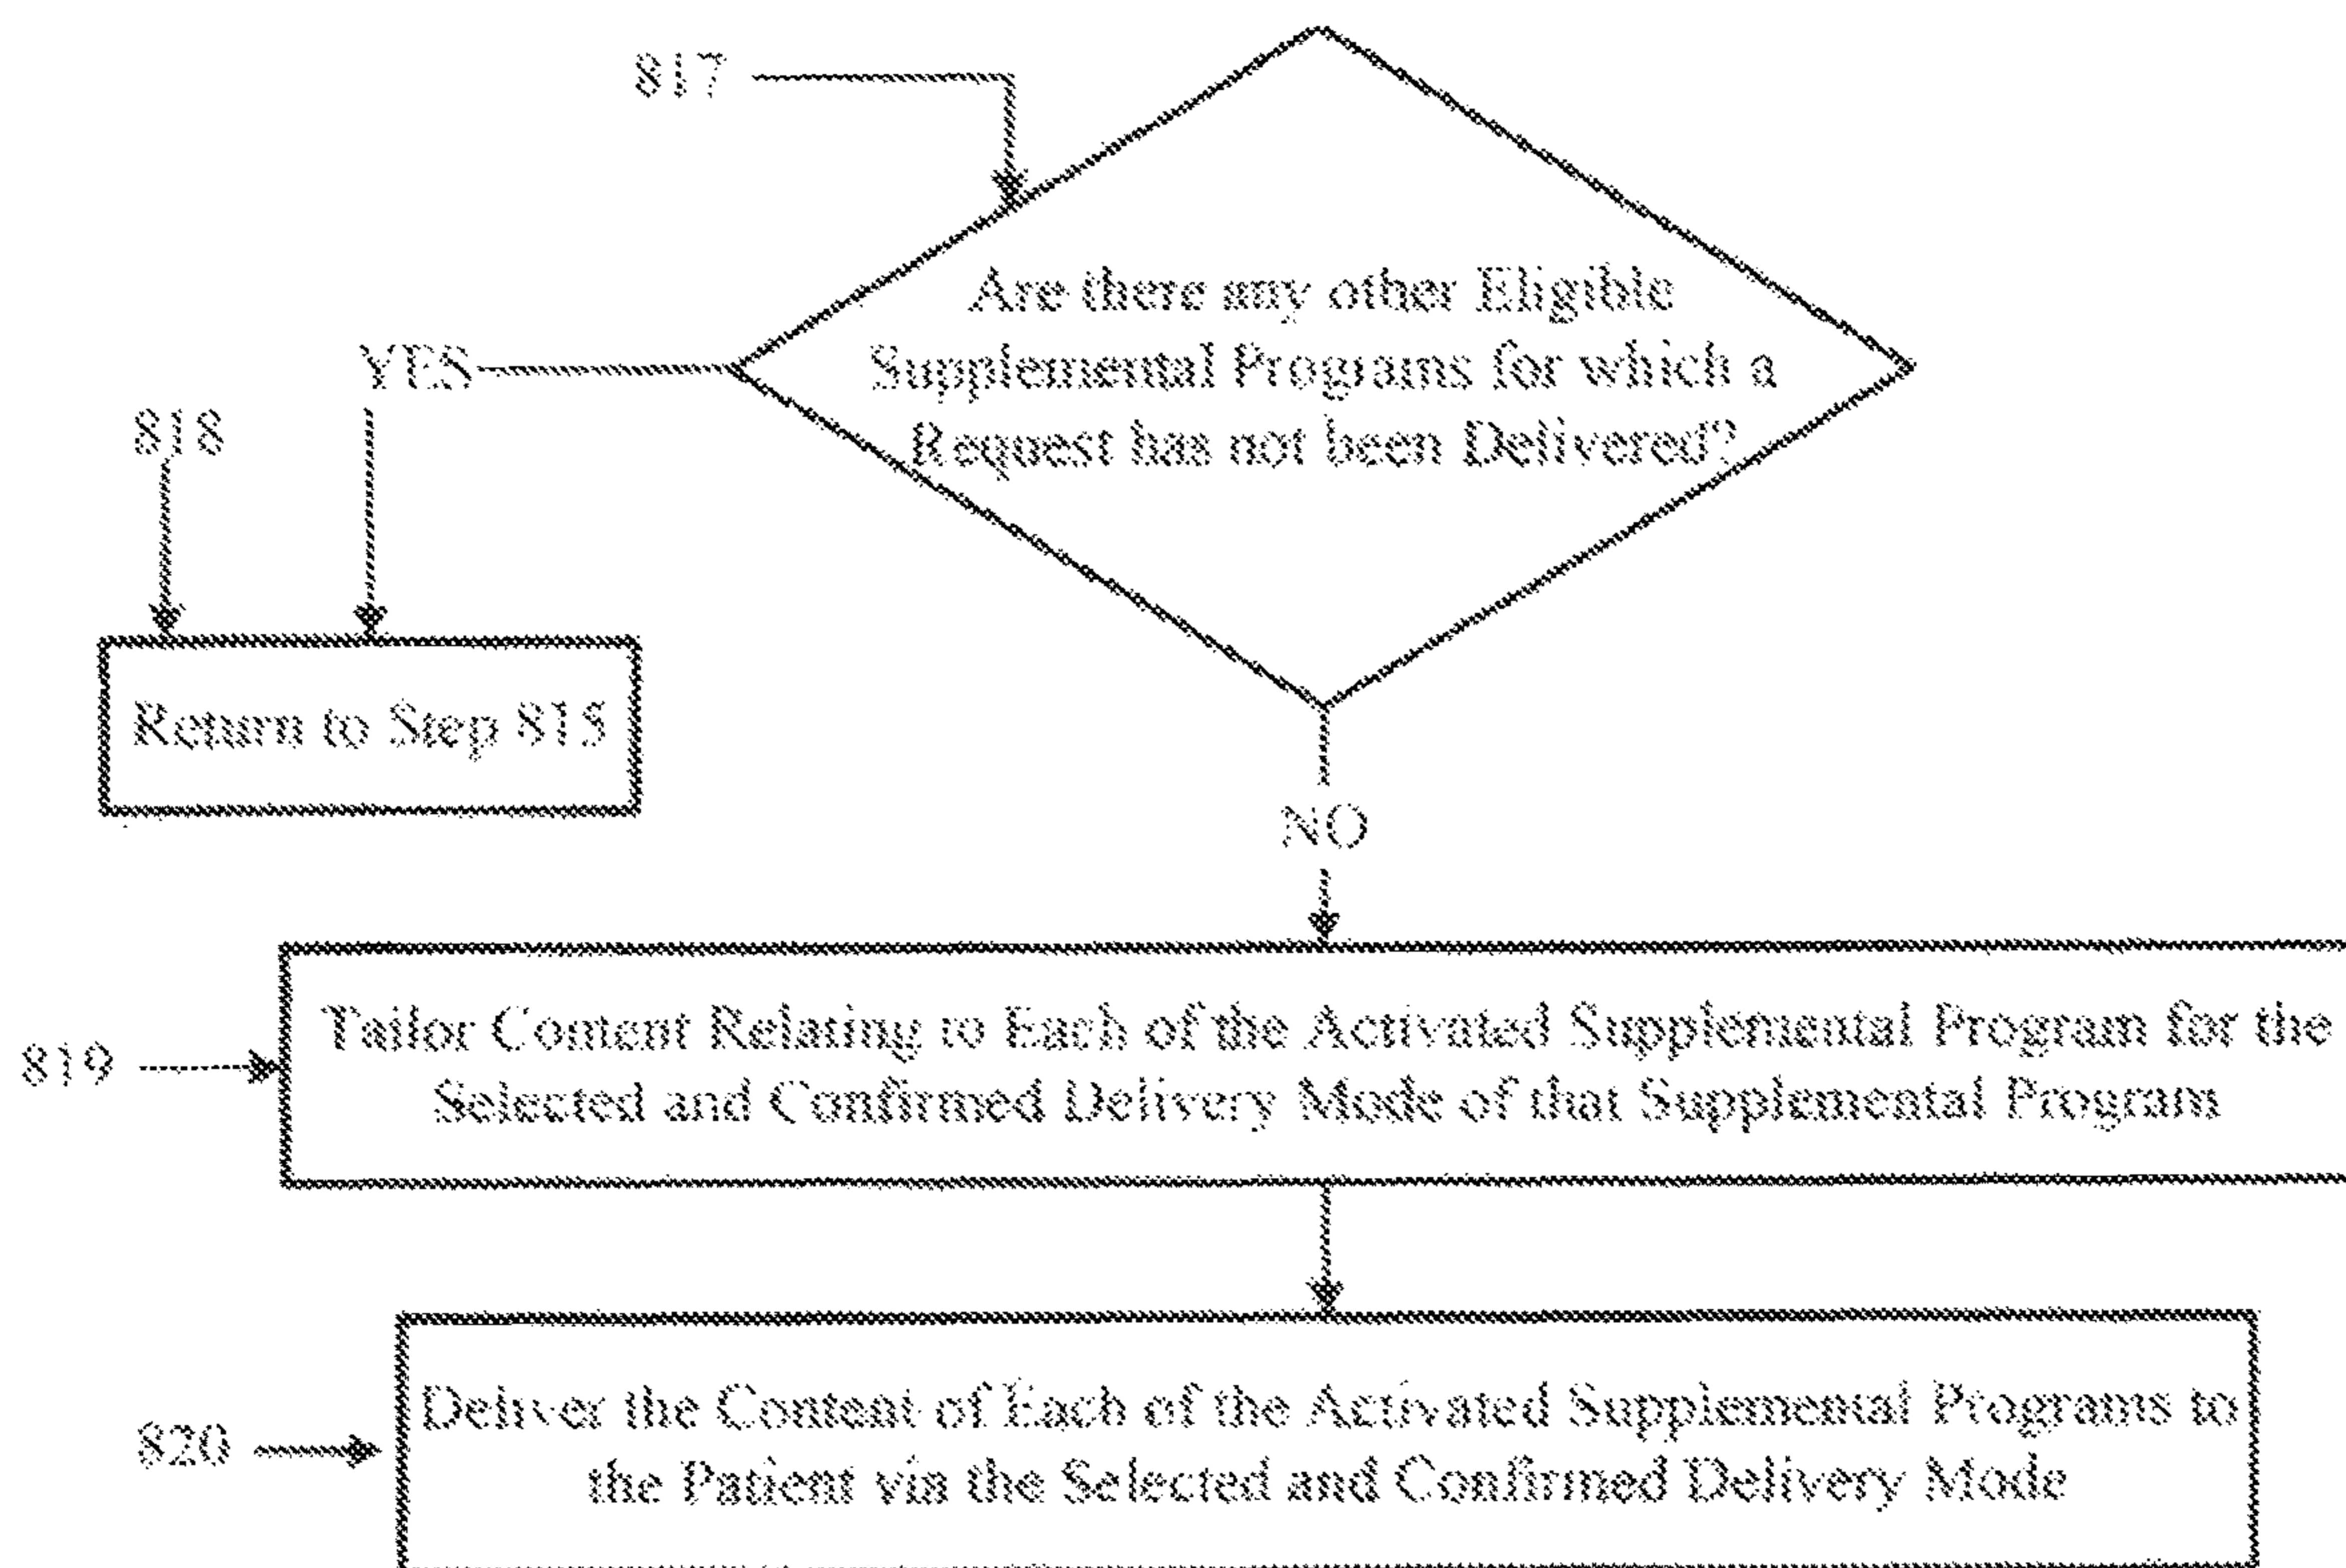 817
Are there any other Eligible
Supplemental Programs for which a
Request has not been Delivered?
YES
818
Return to Step 815
NO
819
Tailor Content Relating to Each of the Activated Supplemental Program for the
Selected and Confirmed Delivery Mode of that Supplemental Program
820
Deliver the Content of Each of the Activated Supplemental Programs to
the Patient via the Selected and Confirmed Delivery Mode